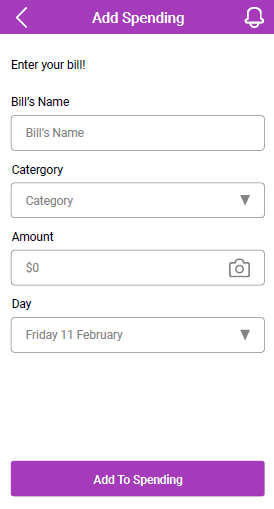 Add Spending
Enter your bill!
Bill's Name
Bill's Name
Catergory
Category
Amount
$0
Day
Friday 11 February
Add To Spending